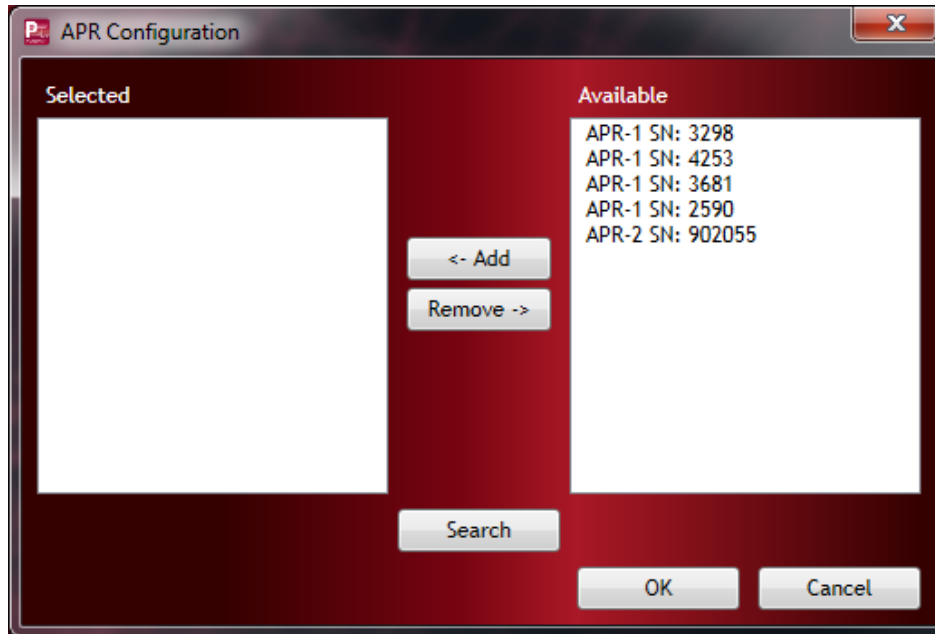 APR Configuration
Selected
Available
APR-1 SN: 3298
APR-1 SN: 4253
APR-1 SN: 3681
APR-1 SN: 2590
APR-2 SN: 902055
<- Add
Remove ->
Search
OK
Cancel